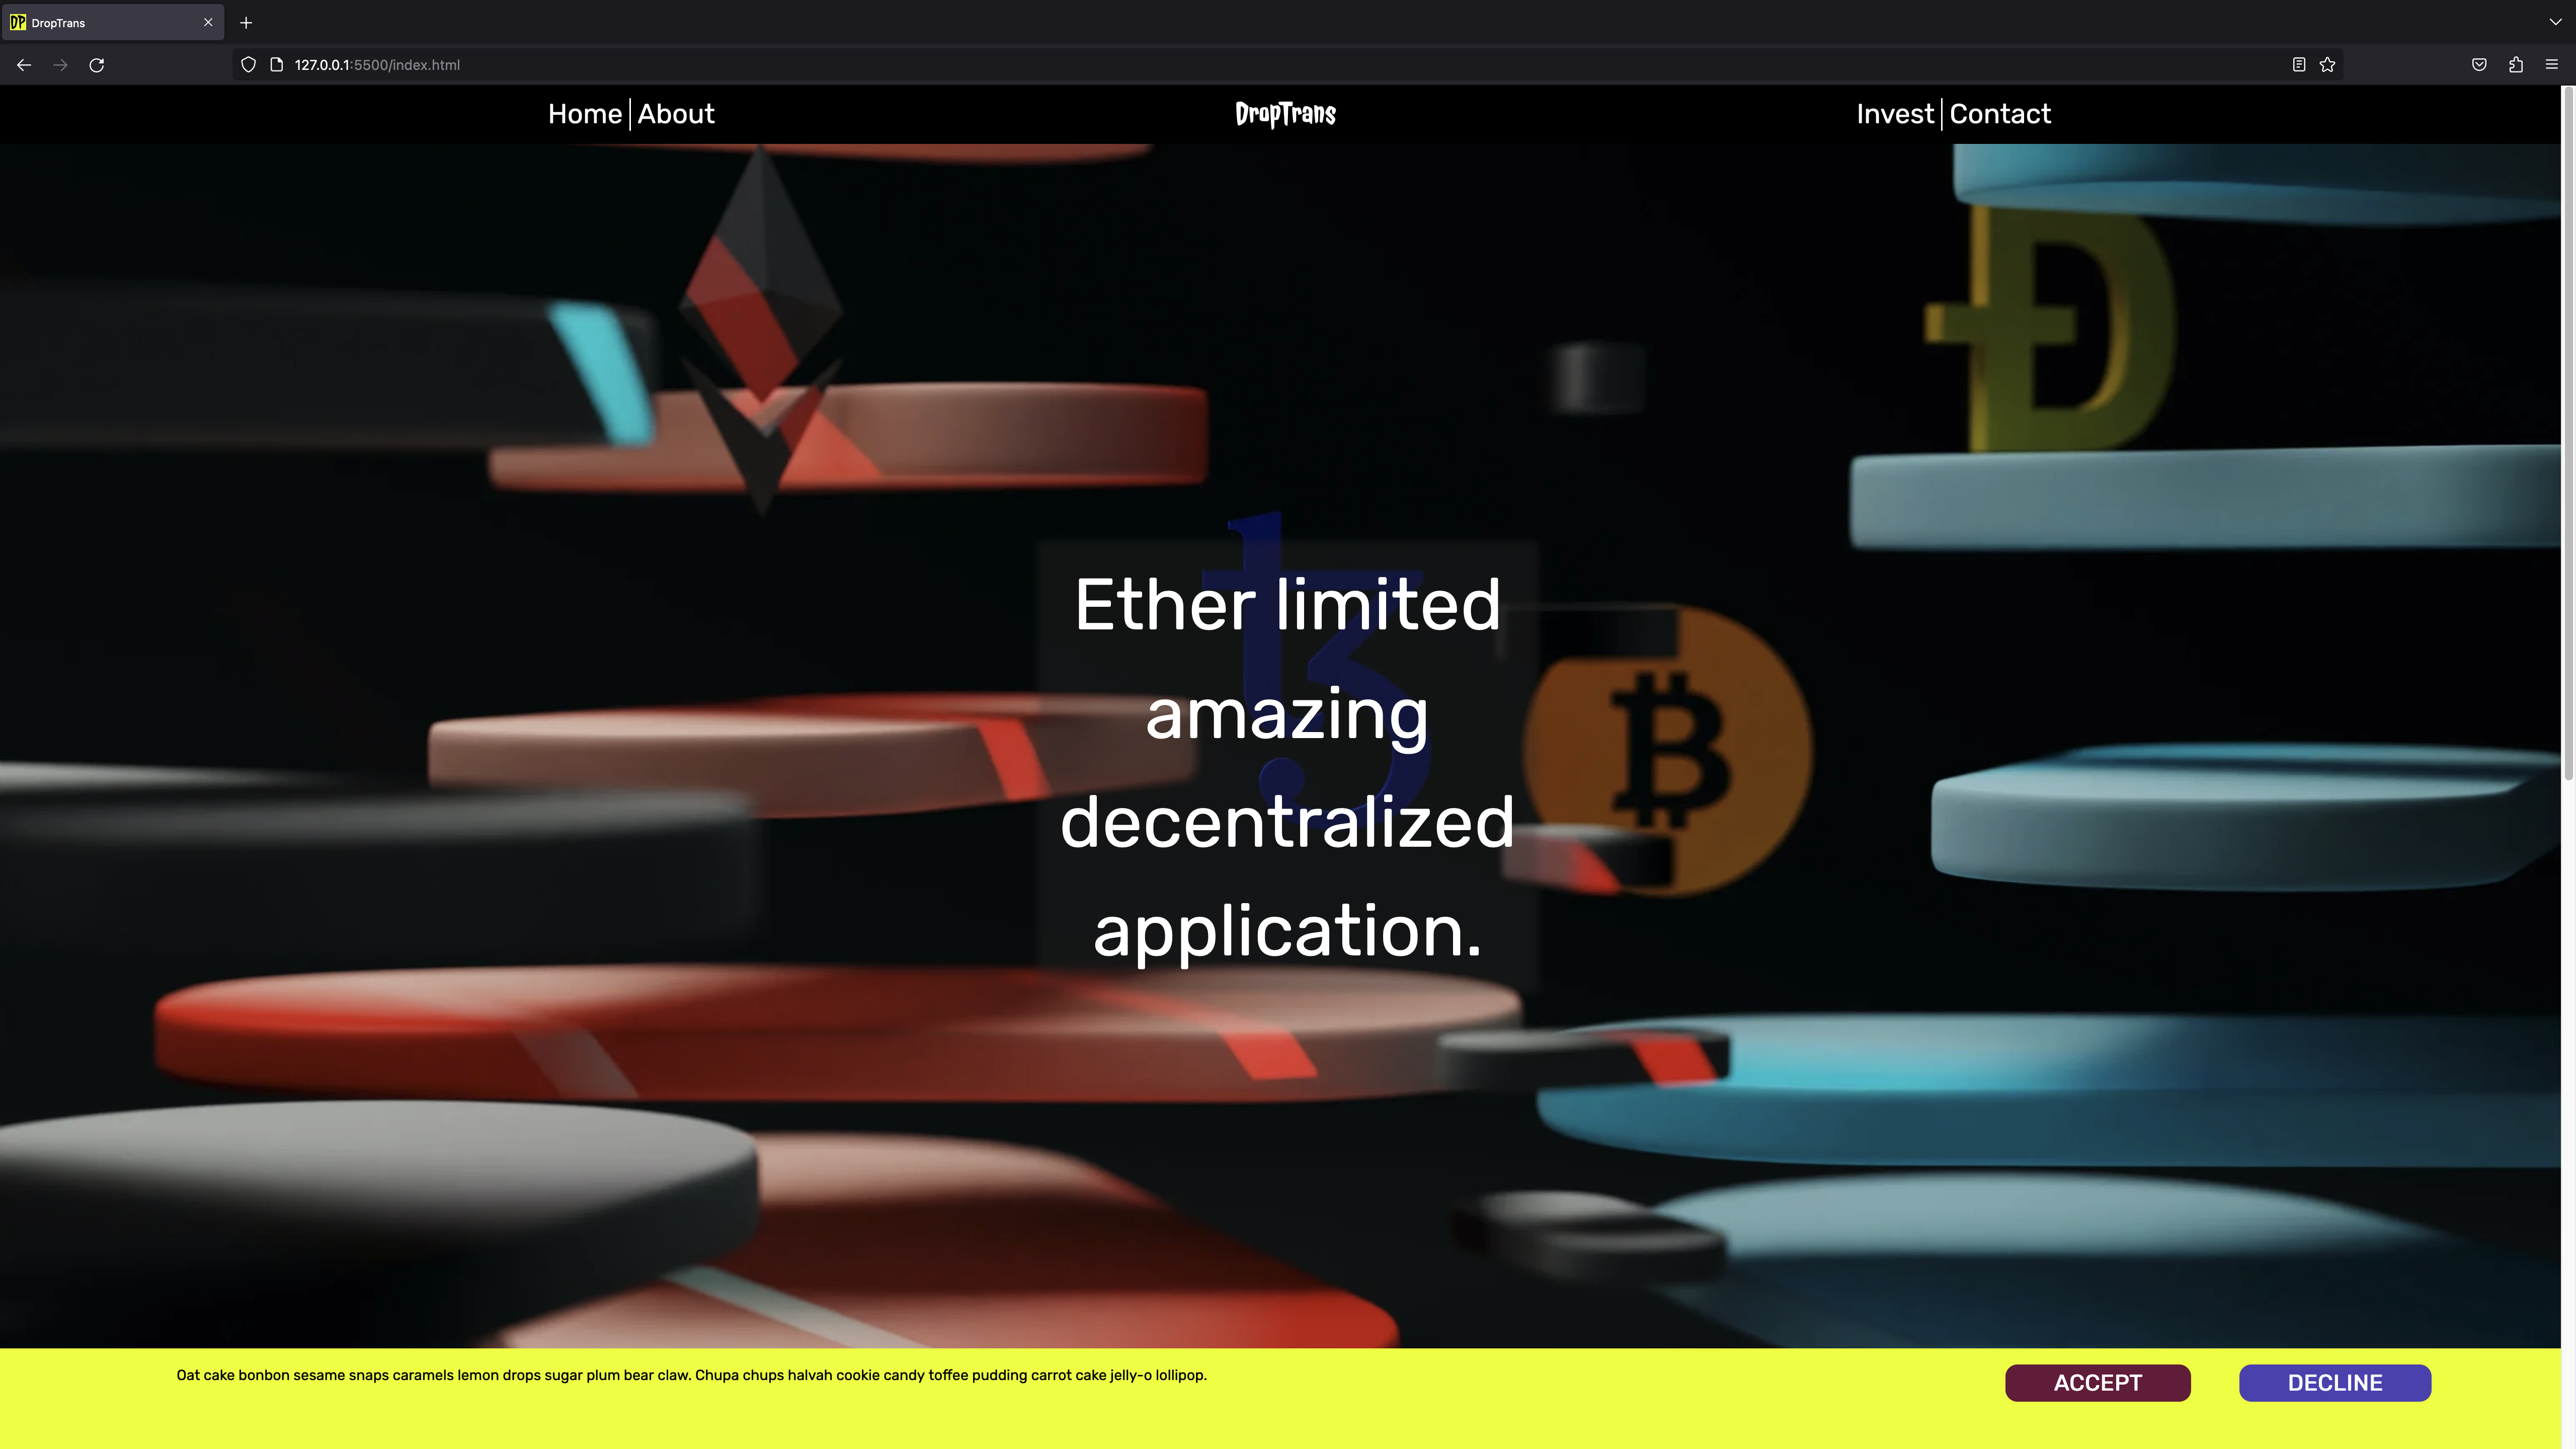 DP DropTrans
127.0.0.1:5500/index.html
Home About DropTrans Invest Contact
Ether limited
amazing
decentralized
application.
Oat cake bonbon sesame snaps caramels lemon drops sugar plum bear claw. Chupa chups halvah cookie candy toffee pudding carrot cake jelly-o lollipop.
ACCEPT DECLINE